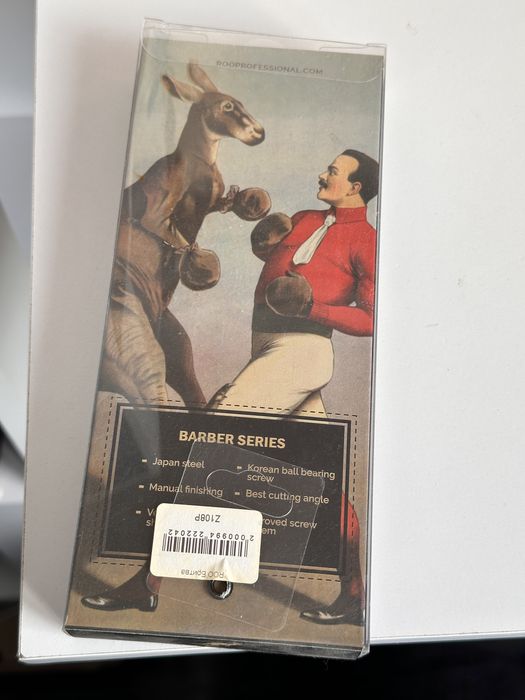 ROOPROFESSIONAL.COM
BARBER SERIES
Japan steel
Manual finishing
Korean ball bearing
screw
Best cutting angle
roved screw
em
Z108P
2 000994 222042
ROO Бритва